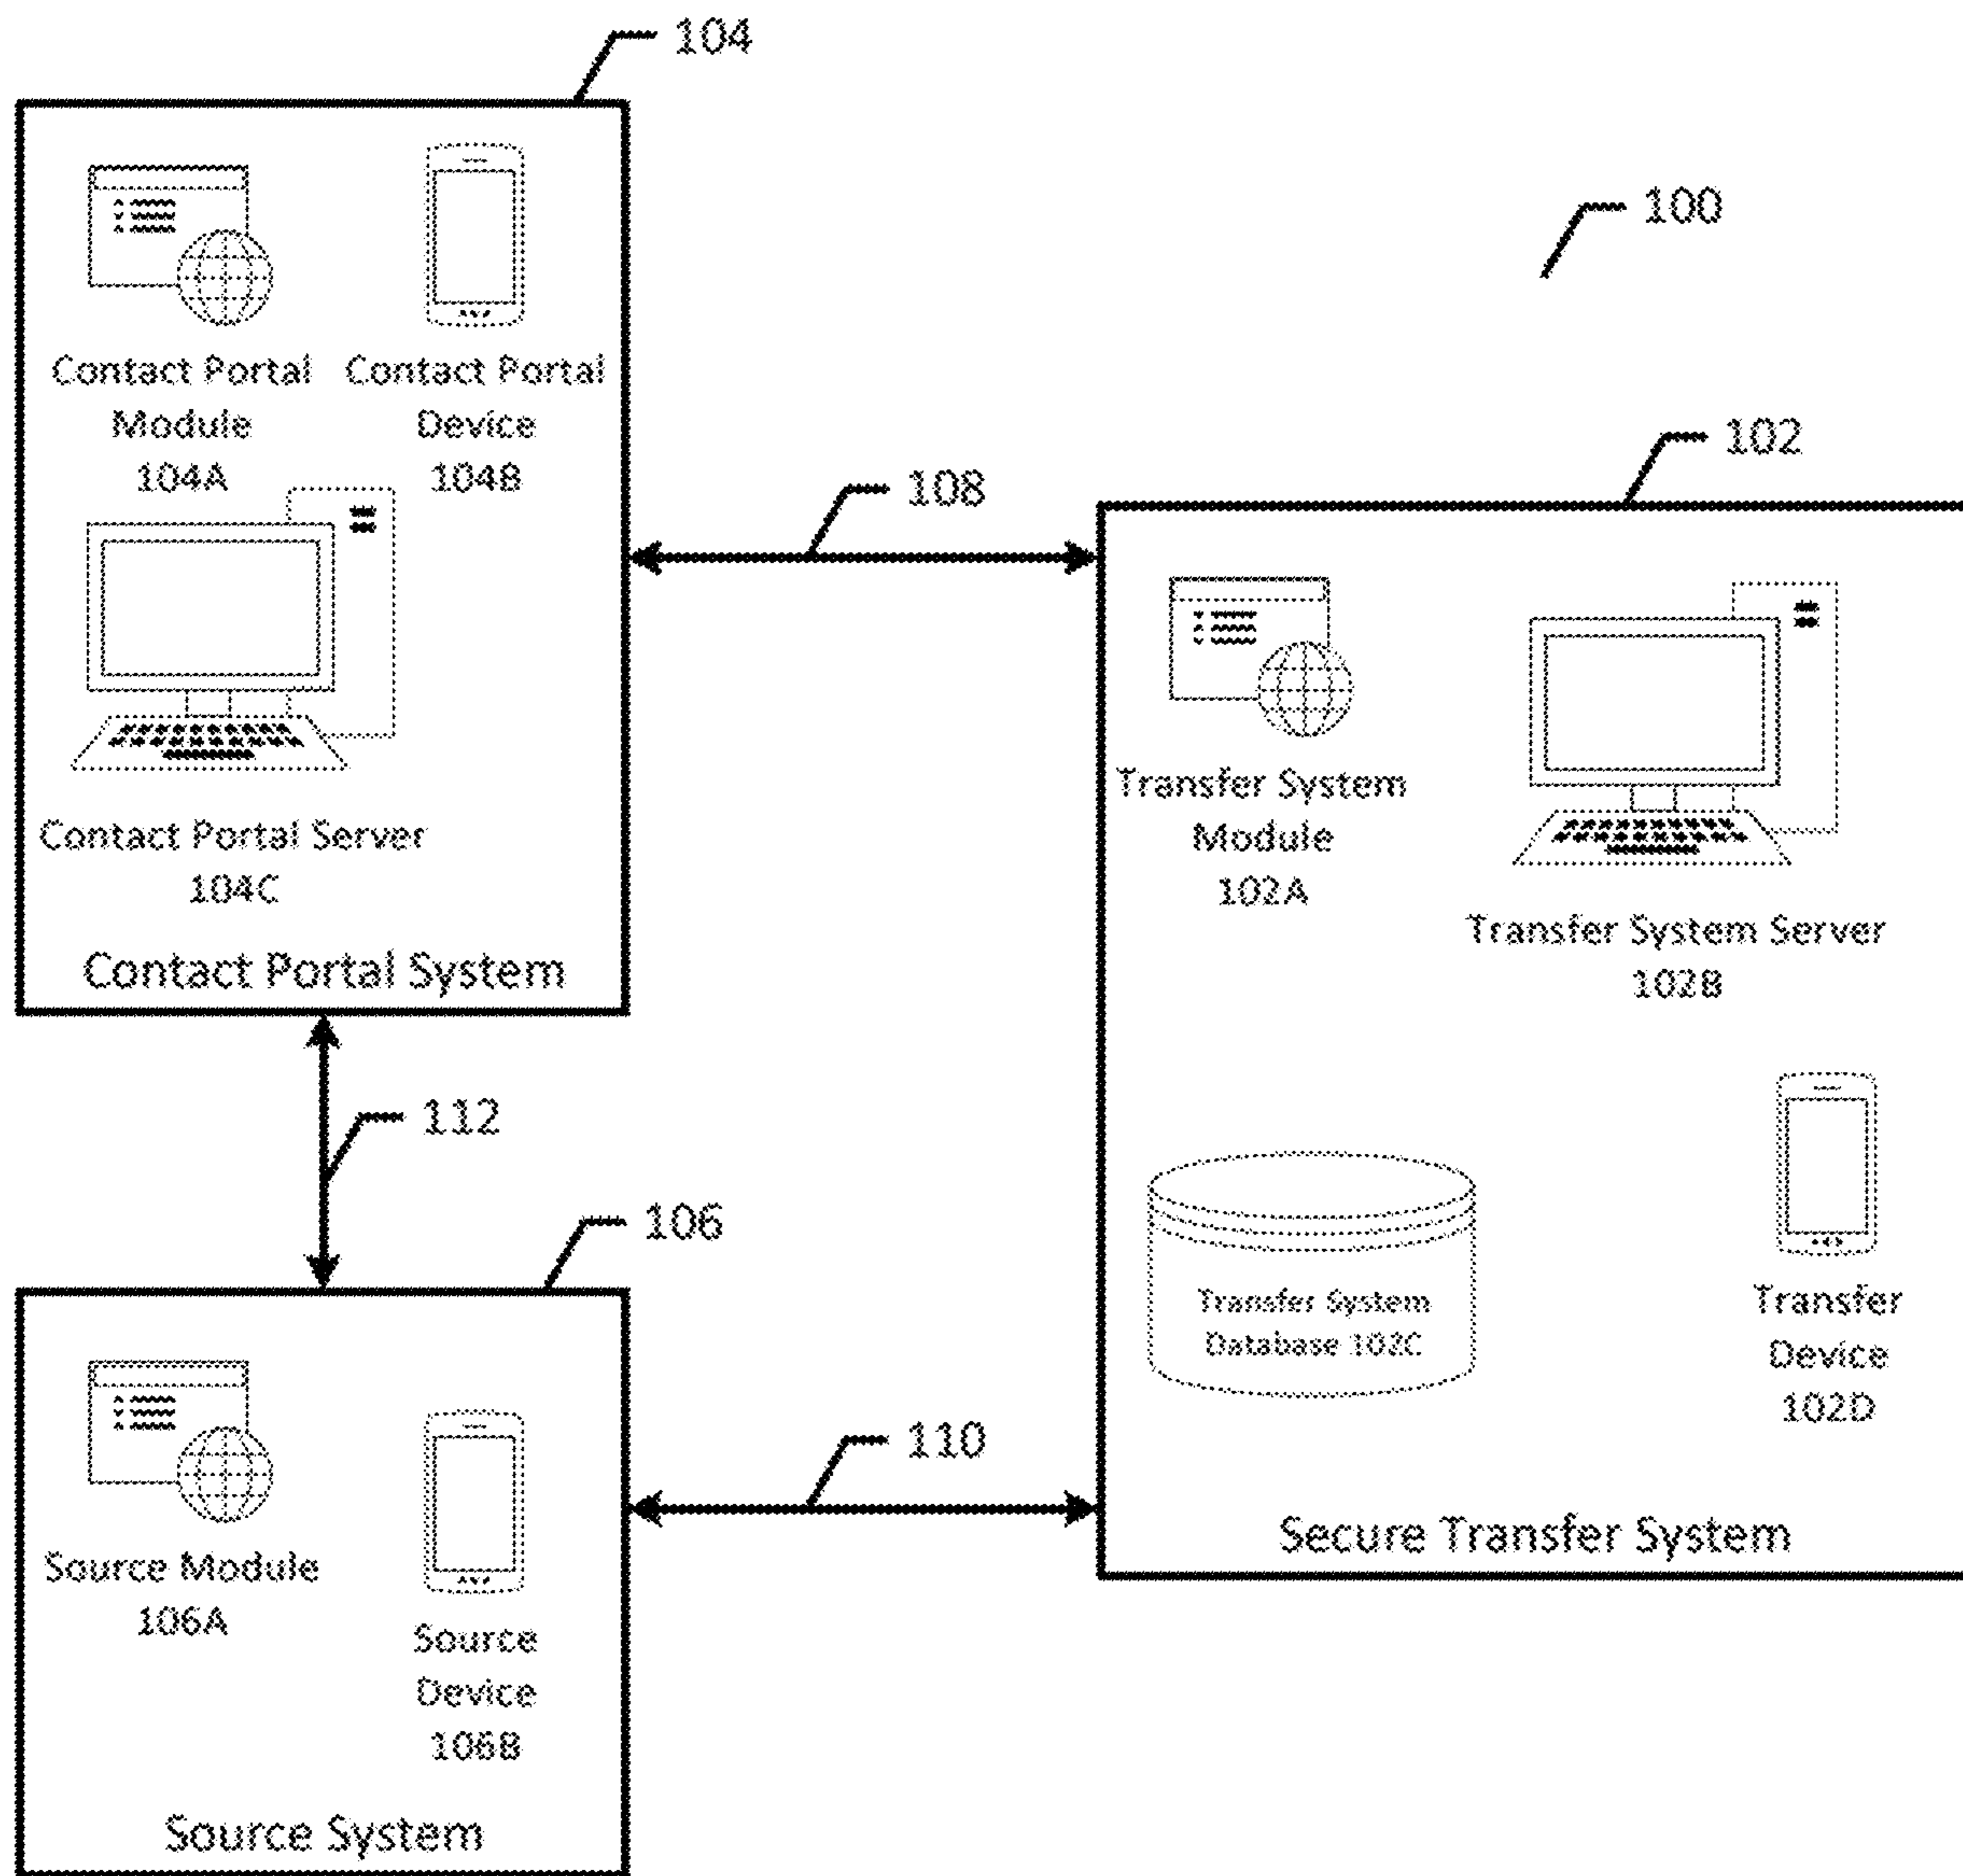 104
Contact Portal
Module
104A
Contact Portal
Device
104B
Contact Portal Server
104C
Contact Portal System
100
108
102
Transfer System
Module
102A
Transfer System Server
102B
Transfer System
Database 102C
Transfer
Device
102D
Secure Transfer System
112
106
Source Module
106A
Source
Device
106B
Source System
110